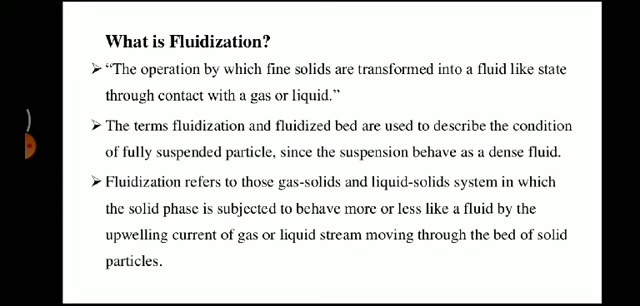 What is Fluidization?
➢ “The operation by which fine solids are transformed into a fluid like state
through contact with a gas or liquid.”
➢ The terms fluidization and fluidized bed are used to describe the condition
of fully suspended particle, since the suspension behave as a dense fluid.
➢ Fluidization refers to those gas-solids and liquid-solids system in which
the solid phase is subjected to behave more or less like a fluid by the
upwelling current of gas or liquid stream moving through the bed of solid
particles.